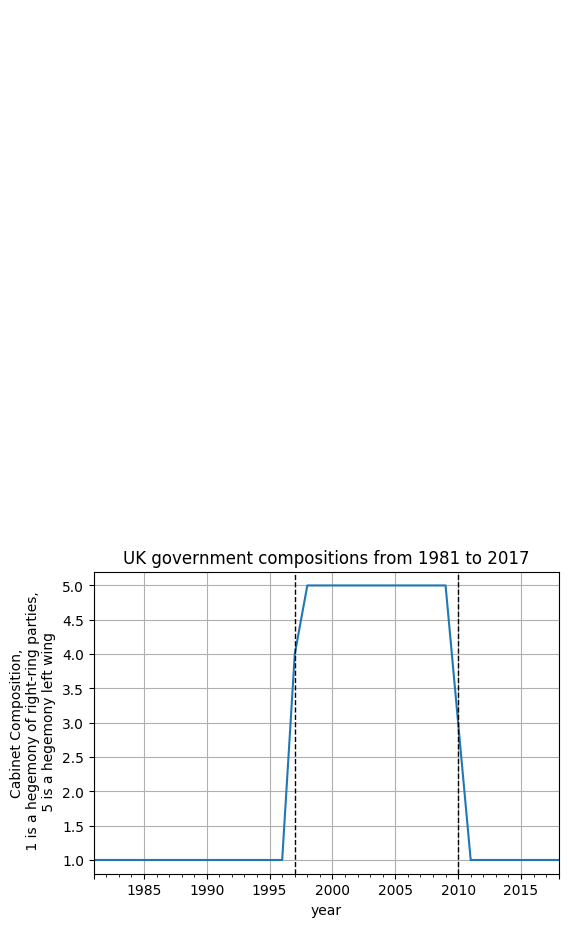 UK government compositions from 1981 to 2017
Cabinet Composition,
1 is a hegemony of right-ring parties,
5 is a hegemony left wing
5.0
4.5
4.0
3.5
3.0
2.5
2.0
1.5
1.0
1985 1990 1995 2000 2005 2010 2015
year